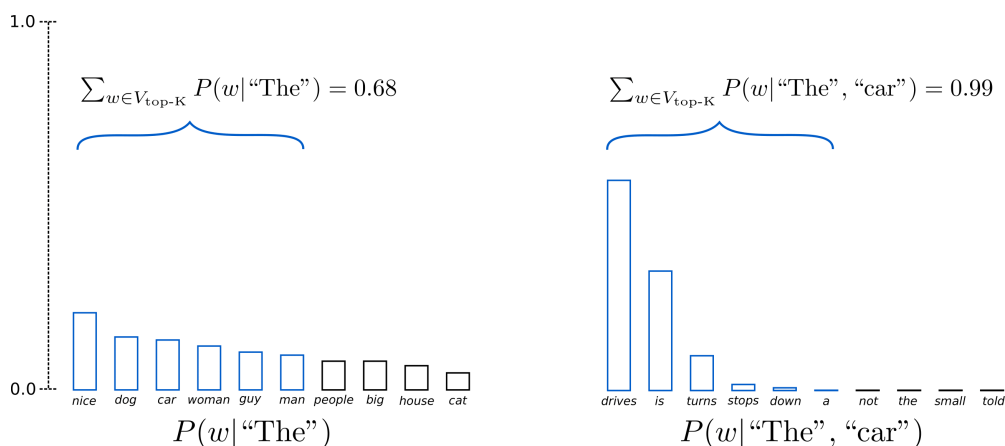 1.0
∑w∈Vtop-K P(w|“The”) = 0.68
∑w∈Vtop-K P(w|“The”, “car”) = 0.99
0.0
nice dog car woman guy man people big house cat
drives is turns stops down a not the small told
P(w|“The”)
P(w|“The”, “car”)